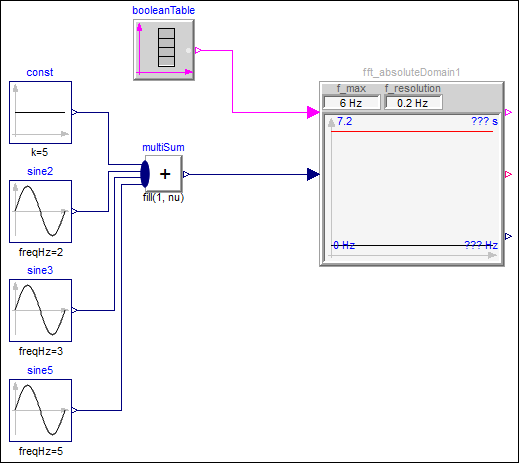 booleanTable
const
k=5
sine2
freqHz=2
sine3
freqHz=3
sine5
freqHz=5
multiSum
+
fill(1, nu)
fft_absoluteDomain1
f_max f_resolution
6 Hz 0.2 Hz
7.2 ??? s
0 Hz ??? Hz